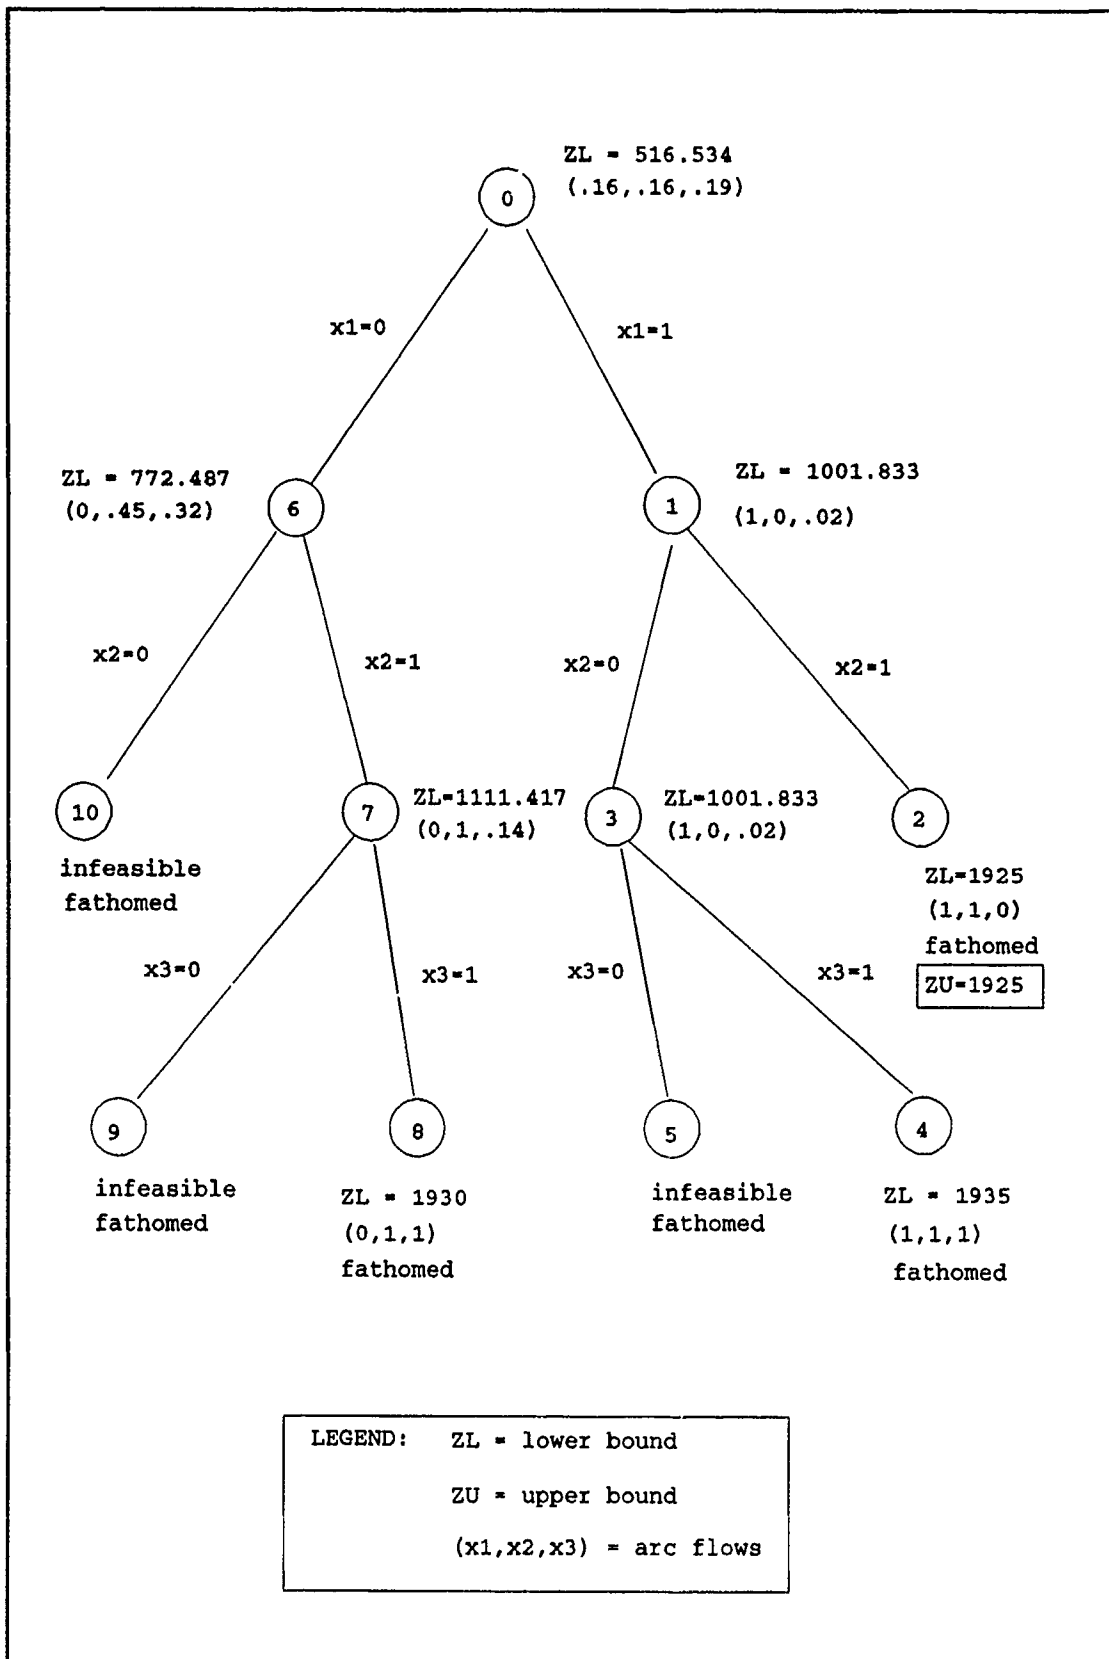 ZL = 516.534
(.16,.16,.19)
0
x1=0
x1=1
ZL = 772.487
(0,.45,.32)
6
ZL = 1001.833
(1,0,.02)
1
x2=0
x2=1
x2=0
x2=1
10
infeasible
fathomed
7
ZL=1111.417
(0,1,.14)
3
ZL=1001.833
(1,0,.02)
2
ZL=1925
(1,1,0)
fathomed
ZU=1925
x3=0
x3=1
x3=0
x3=1
9
infeasible
fathomed
8
ZL = 1930
(0,1,1)
fathomed
5
infeasible
fathomed
4
ZL = 1935
(1,1,1)
fathomed
LEGEND: ZL = lower bound
ZU = upper bound
(x1,x2,x3) = arc flows